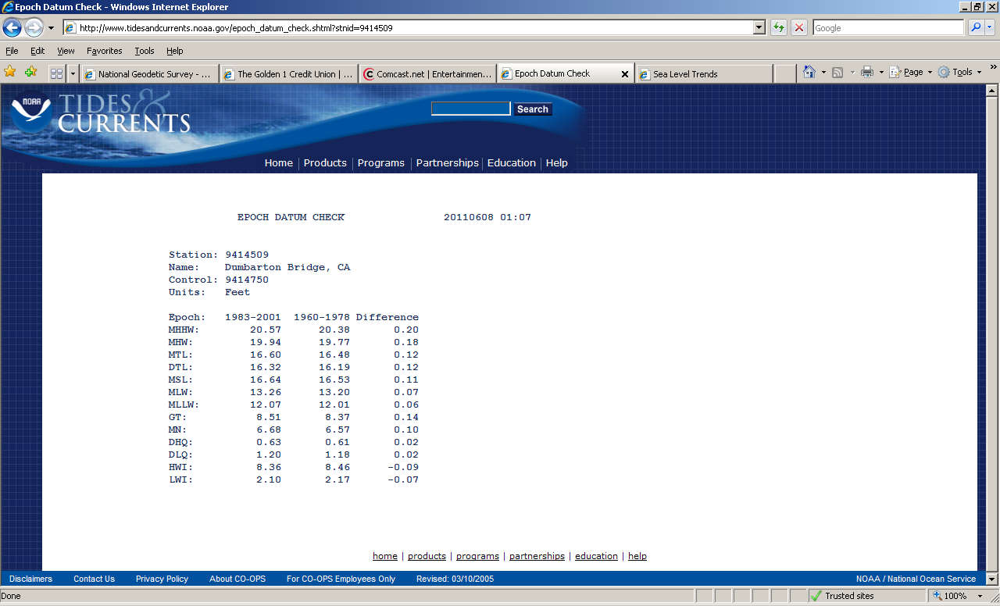 Epoch Datum Check - Windows Internet Explorer
http://www.tidesandcurrents.noaa.gov/epoch_datum_check.shtml?stnid=9414509
Google
File Edit View Favorites Tools Help
National Geodetic Survey - ... The Golden 1 Credit Union | ... Comcast.net | Entertainmen... Epoch Datum Check Sea Level Trends Page Tools
NOAA TIDES & CURRENTS
Search
Home Products Programs Partnerships Education Help
EPOCH DATUM CHECK 20110608 01:07
Station: 9414509
Name: Dumbarton Bridge, CA
Control: 9414750
Units: Feet
Epoch: 1983-2001 1960-1978 Difference
MHHW: 20.57 20.38 0.20
MHW: 19.94 19.77 0.18
MTL: 16.60 16.48 0.12
DTL: 16.32 16.19 0.12
MSL: 16.64 16.53 0.11
MLW: 13.26 13.20 0.07
MLLW: 12.07 12.01 0.06
GT: 8.51 8.37 0.14
MN: 6.68 6.57 0.10
DHQ: 0.63 0.61 0.02
DLQ: 1.20 1.18 0.02
HWI: 8.36 8.46 -0.09
LWI: 2.10 2.17 -0.07
home | products | programs | partnerships | education | help
Disclaimers Contact Us Privacy Policy About CO-OPS For CO-OPS Employees Only Revised: 03/10/2005 NOAA / National Ocean Service
Done Trusted sites 100%